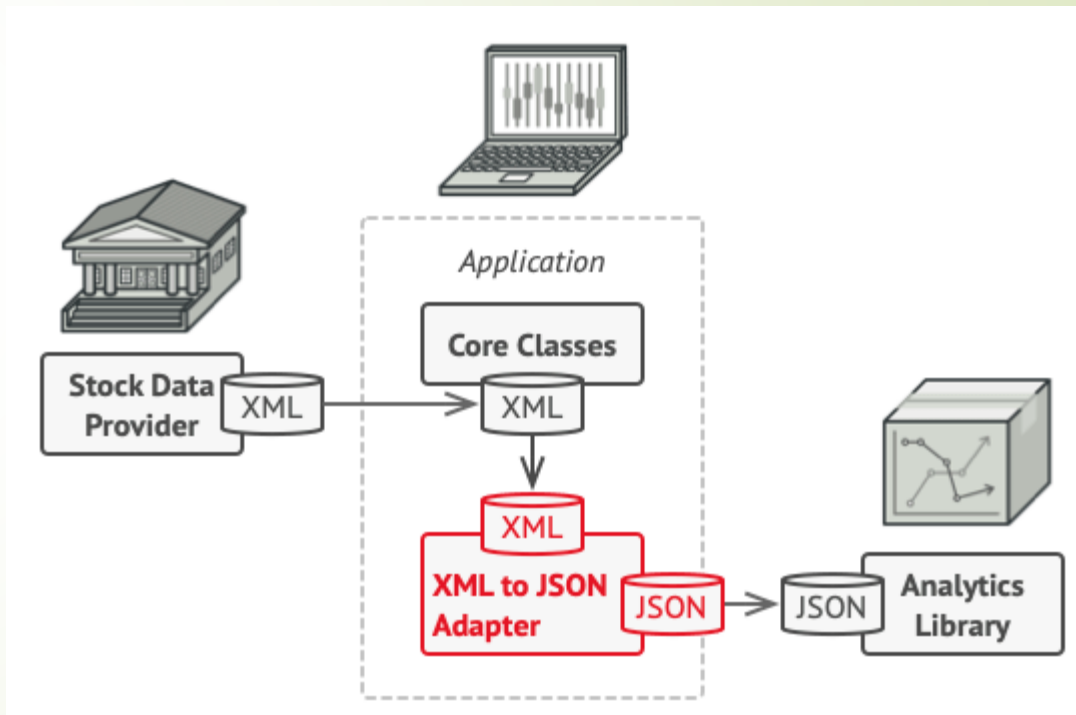 Application
Core Classes
Stock Data
Provider
XML
XML
XML
XML to JSON
Adapter
JSON
JSON
Analytics
Library